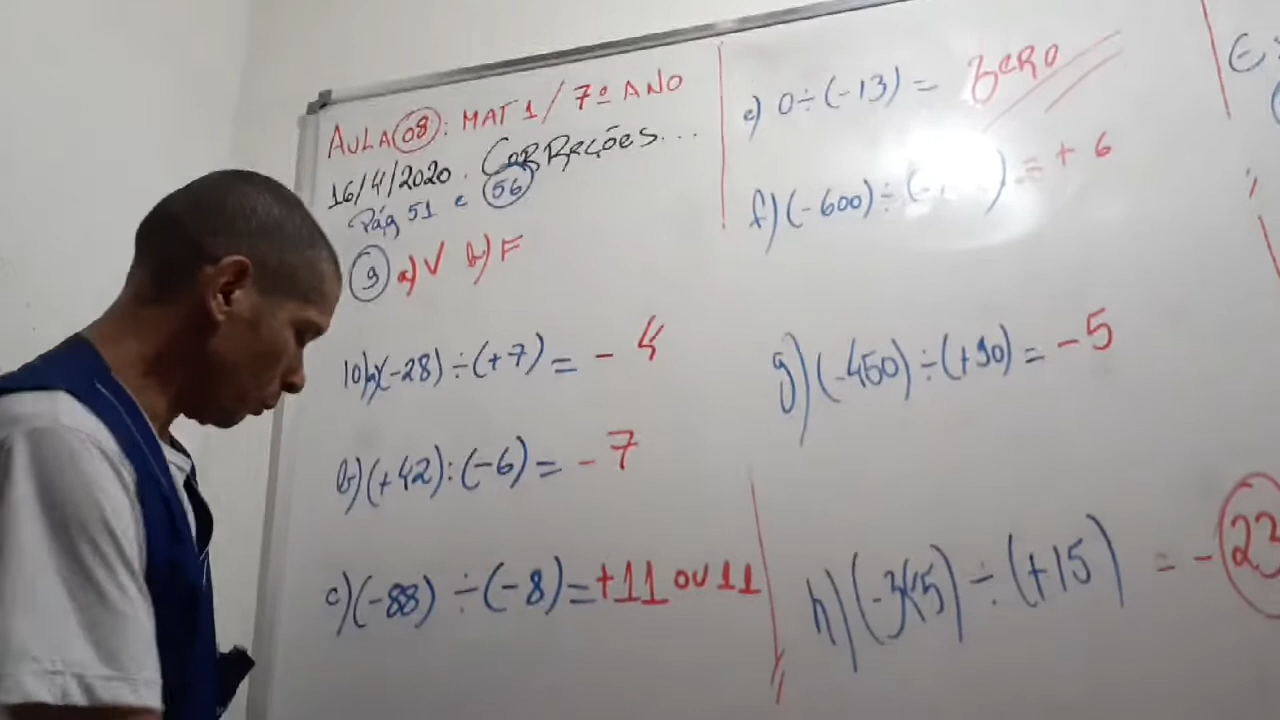 AULA 08: MAT 1 / 7º ANO
16/4/2020. CORREÇÕES...
Pág 51 e 56
9 a) V b) F
10) a) (-28) ÷ (+7) = - 4
b) (+42) : (-6) = - 7
c) (-88) ÷ (-8) = +11 OU 11
e) 0 ÷ (-13) = ZERO
f) (-600) ÷ (- ) = + 6
g) (-450) ÷ (+90) = -5
h) (-345) ÷ (+15) = - 23